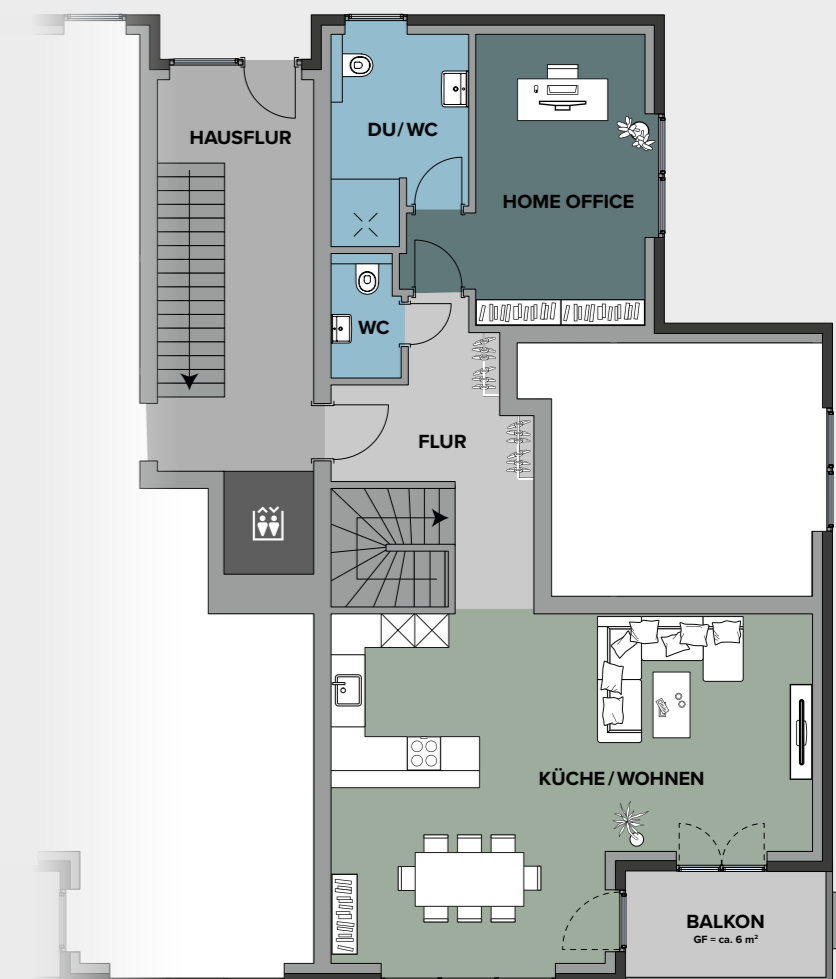 HAUSFLUR
DU/WC
HOME OFFICE
WC
FLUR
KÜCHE/WOHNEN
BALKON
GF = ca. 6 m²